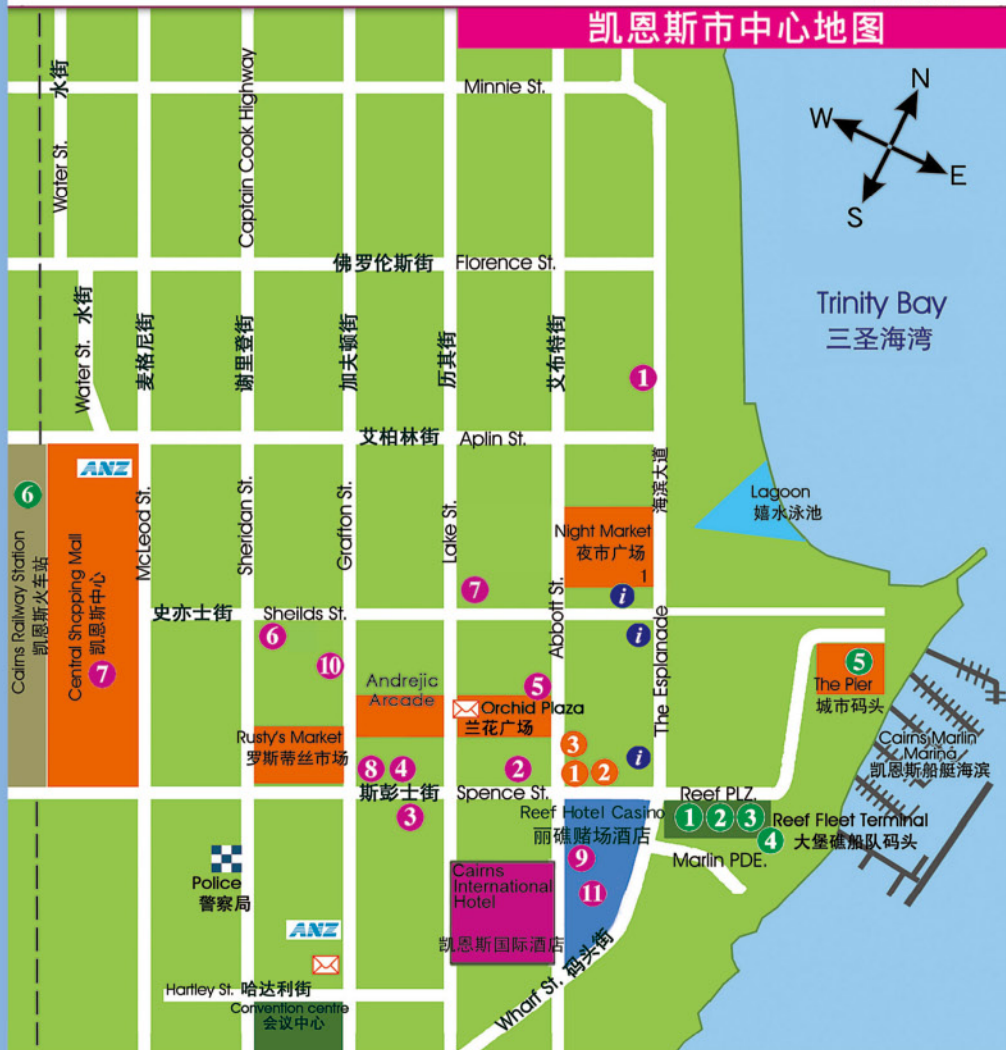 凯恩斯市中心地图
Minnie St.
水街
Water St.
Captain Cook Highway
N
W
E
S
佛罗伦斯街 Florence St.
Trinity Bay
三圣海湾
水街
Water St.
麦格尼街
谢里登街
加夫顿街
历其街
艾布特街
1
艾柏林街 Aplin St.
海滨大道
ANZ
6
Cairns Railway Station
凯恩斯火车站
Central Shopping Mall
凯恩斯中心
7
McLeod St.
Sheridan St.
Grafton St.
Lake St.
Abbott St.
The Esplanade
Lagoon
嬉水泳池
Night Market
夜市广场
1
i
7
史亦士街 Sheilds St.
6
10
i
5
The Pier
城市码头
Andrejic
Arcade
5
Orchid Plaza
兰花广场
Rusty's Market
罗斯蒂丝市场
8
4
2
3
1
2
i
Cairns Marlin
Marina
凯恩斯船艇海滨
斯彭士街 Spence St.
3
Reef PLZ.
1
2
3
4
Reef Fleet Terminal
大堡礁船队码头
Marlin PDE.
Reef Hotel Casino
丽礁赌场酒店
9
11
Police
警察局
Cairns
International
Hotel
凯恩斯国际酒店
ANZ
Hartley St. 哈达利街
Convention centre
会议中心
Wharf St. 码头街